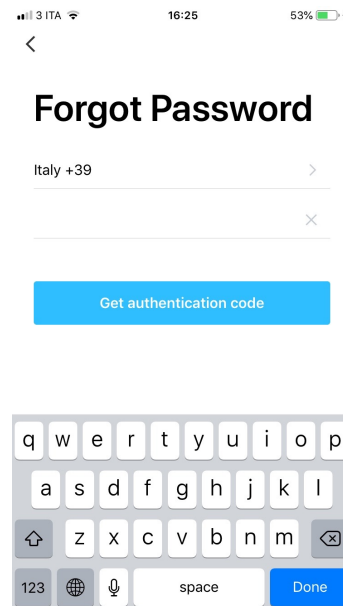 3 ITA 16:25 53%
Forgot Password
Italy +39
Get authentication code
q w e r t y u i o p
a s d f g h j k l
z x c v b n m
123 space Done